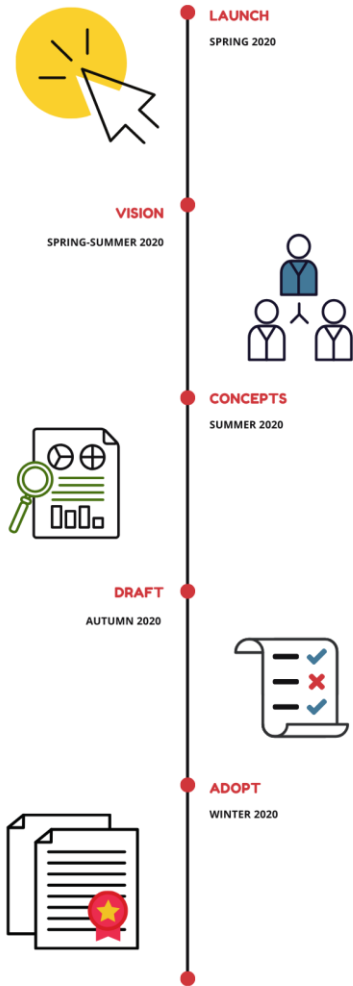 LAUNCH
SPRING 2020
VISION
SPRING-SUMMER 2020
CONCEPTS
SUMMER 2020
DRAFT
AUTUMN 2020
ADOPT
WINTER 2020